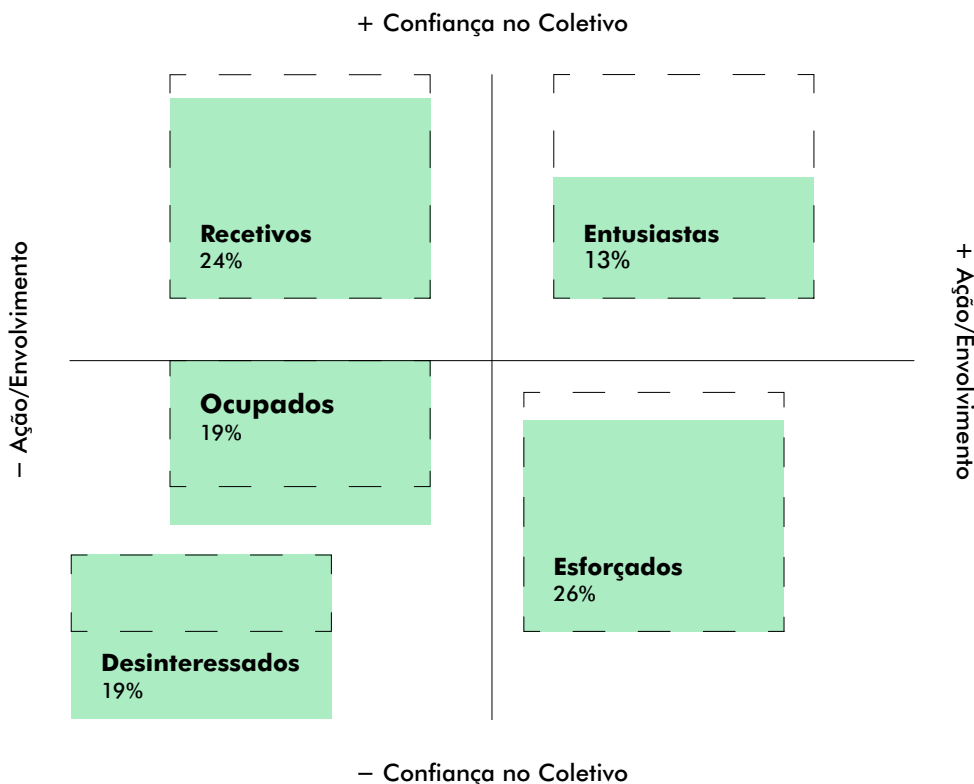 + Confiança no Coletivo
Recetivos
24%
Entusiastas
13%
− Ação/Envolvimento
+ Ação/Envolvimento
Ocupados
19%
Esforçados
26%
Desinteressados
19%
− Confiança no Coletivo